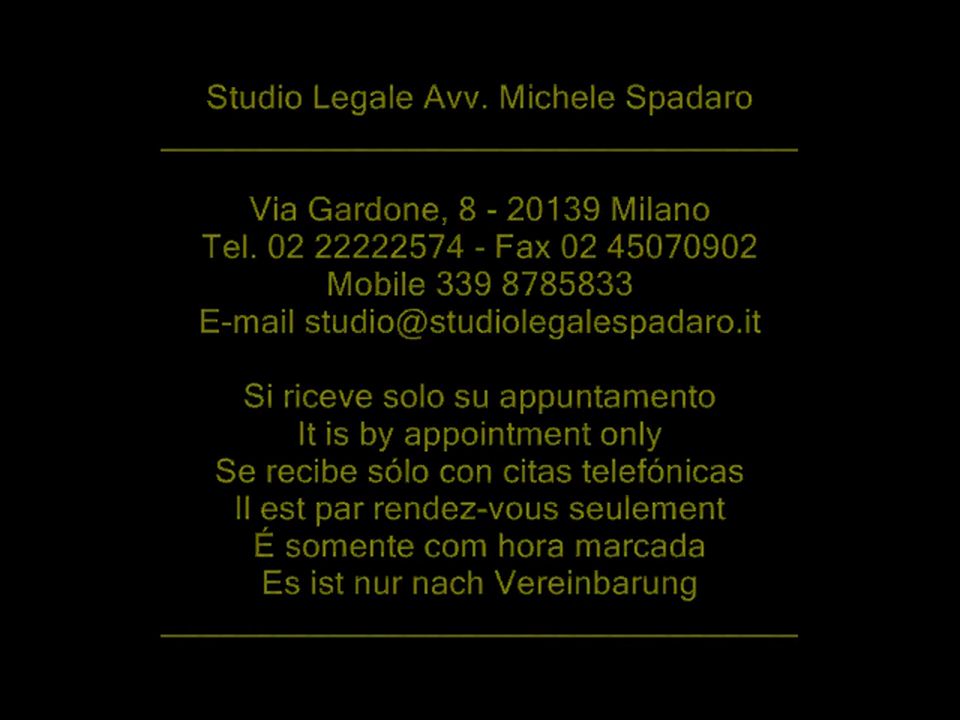 Studio Legale Avv. Michele Spadaro
Via Gardone, 8 - 20139 Milano
Tel. 02 22222574 - Fax 02 45070902
Mobile 339 8785833
E-mail studio@studiolegalespadaro.it
Si riceve solo su appuntamento
It is by appointment only
Se recibe sólo con citas telefónicas
Il est par rendez-vous seulement
É somente com hora marcada
Es ist nur nach Vereinbarung